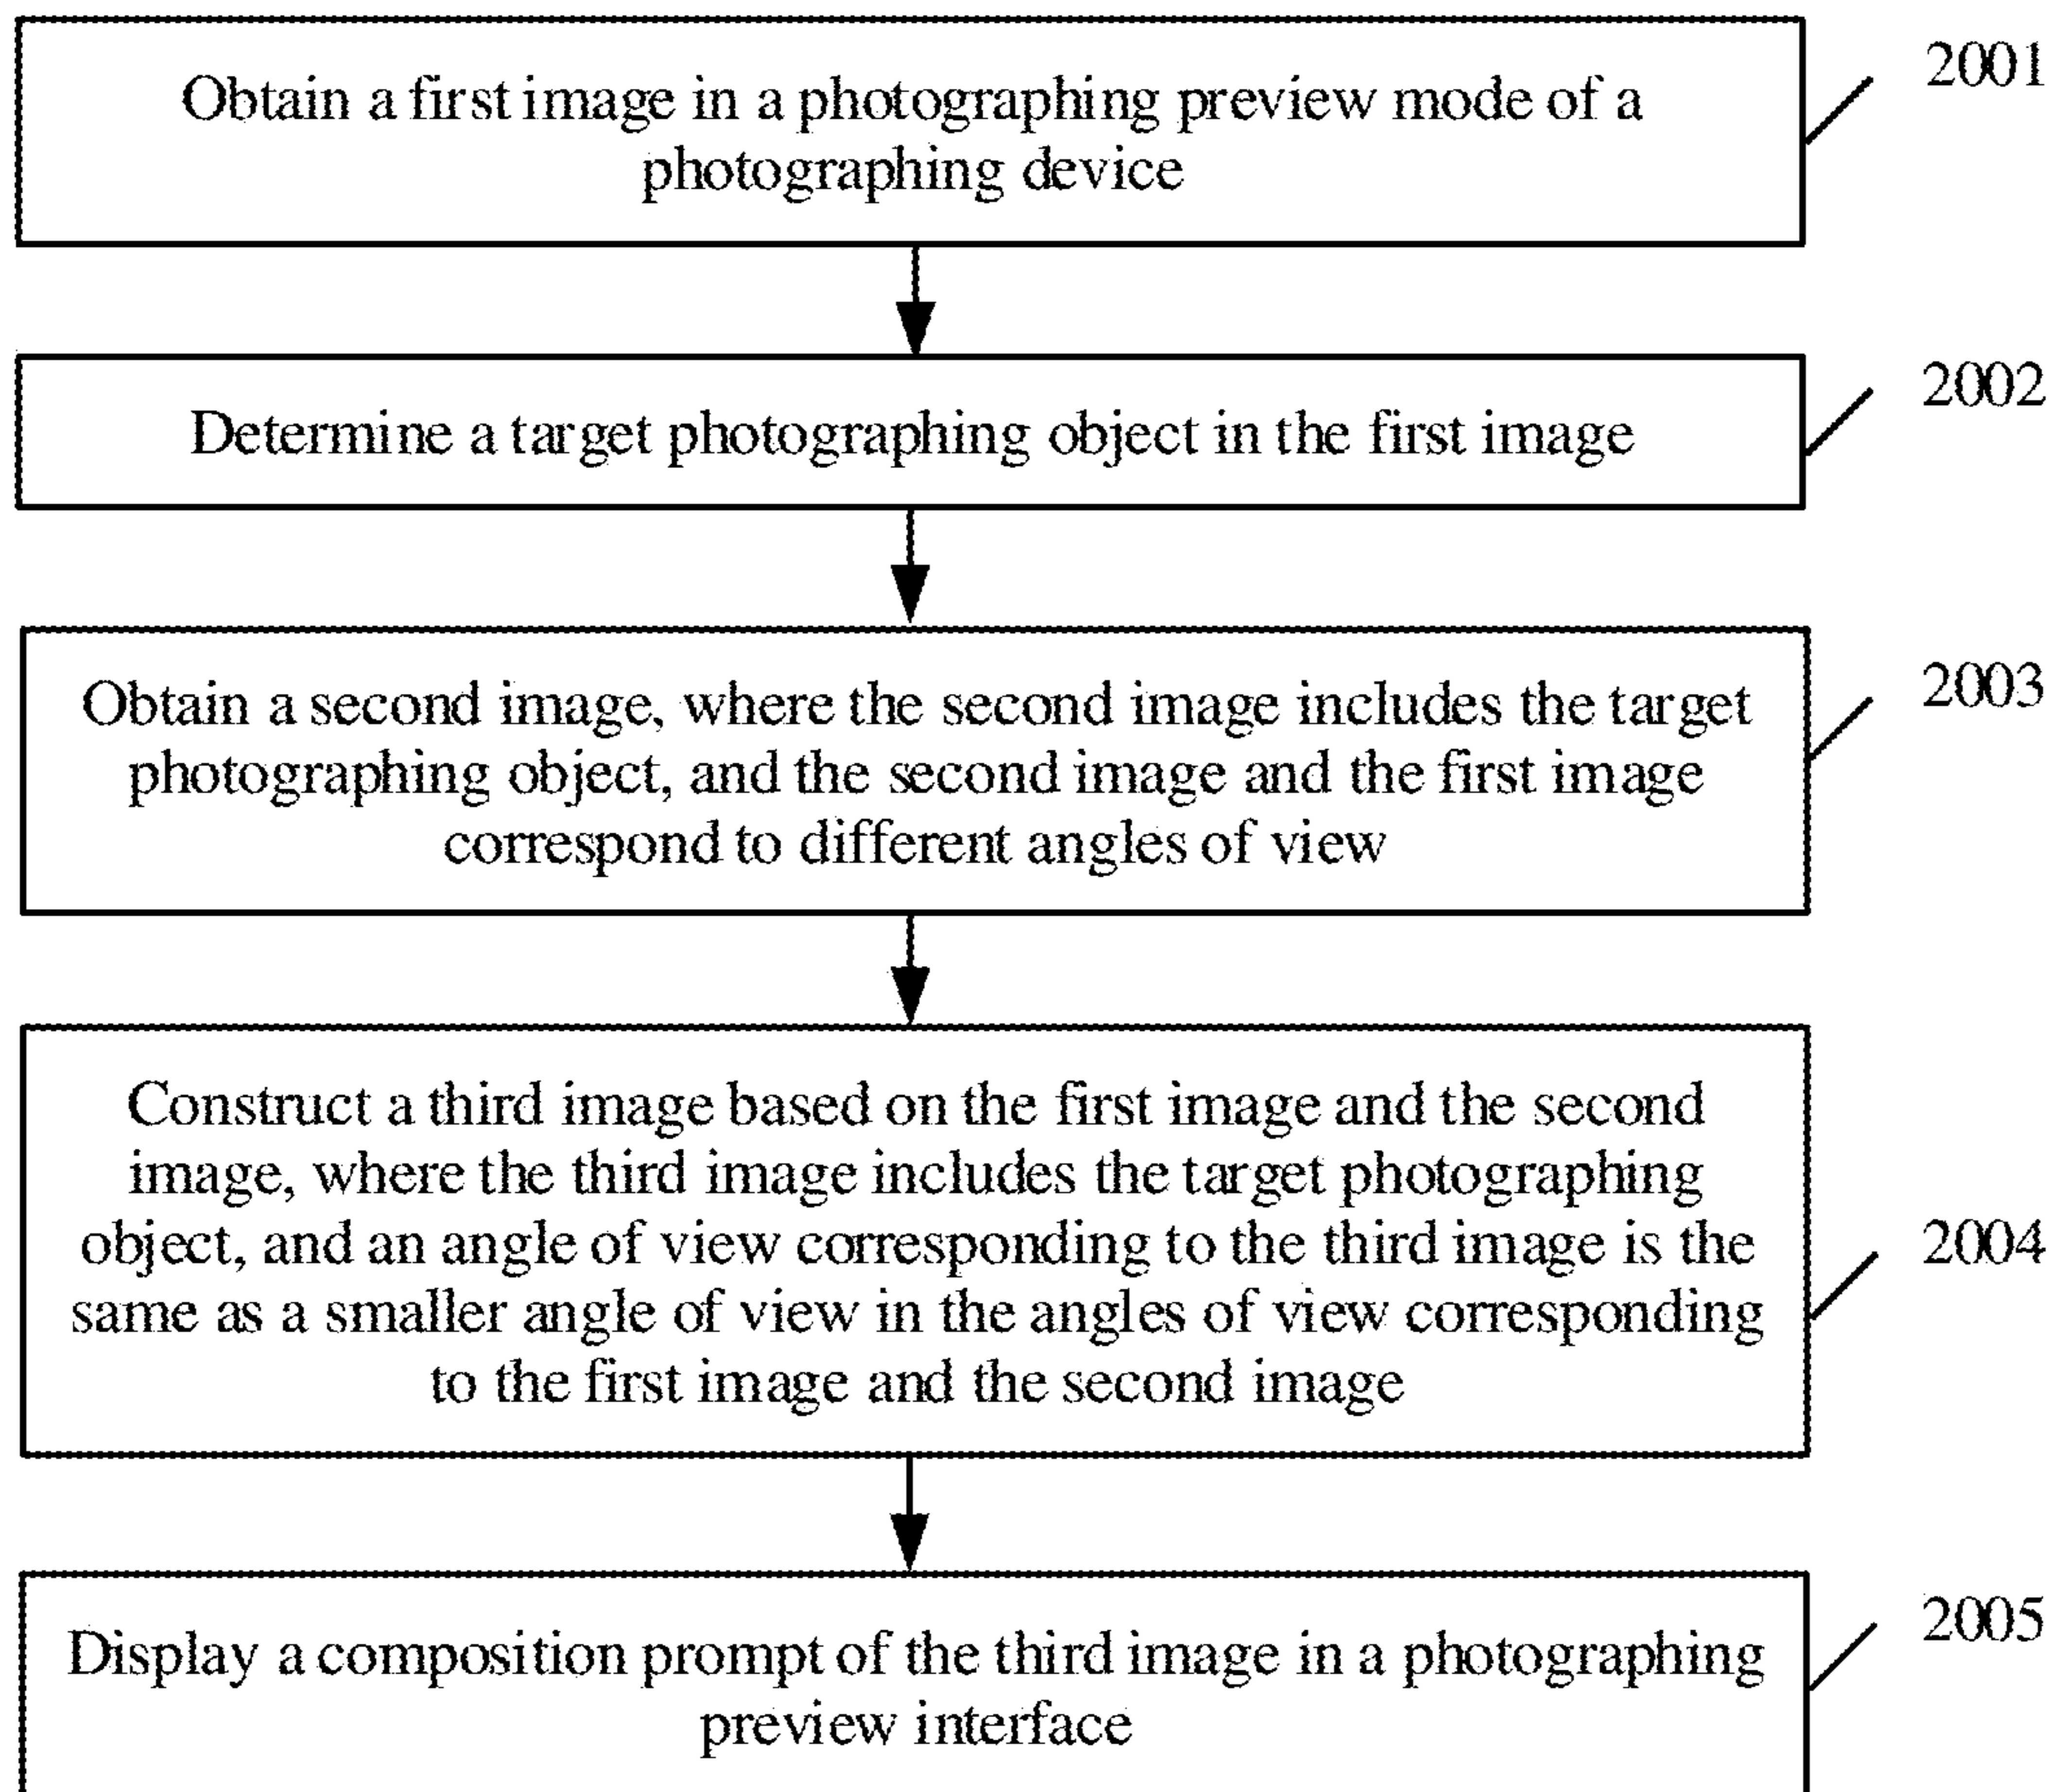 Obtain a first image in a photographing preview mode of a
photographing device
2001
Determine a target photographing object in the first image
2002
Obtain a second image, where the second image includes the target
photographing object, and the second image and the first image
correspond to different angles of view
2003
Construct a third image based on the first image and the second
image, where the third image includes the target photographing
object, and an angle of view corresponding to the third image is the
same as a smaller angle of view in the angles of view corresponding
to the first image and the second image
2004
Display a composition prompt of the third image in a photographing
preview interface
2005